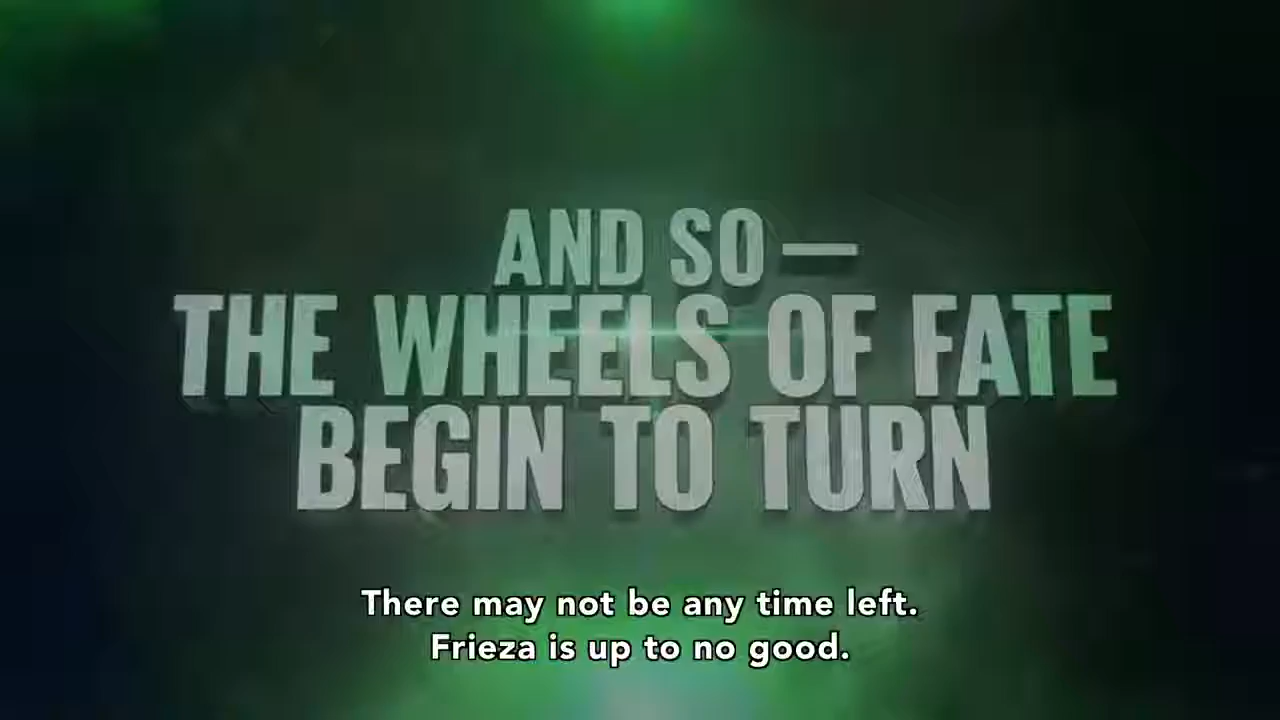 AND SO—
THE WHEELS OF FATE
BEGIN TO TURN
There may not be any time left.
Frieza is up to no good.